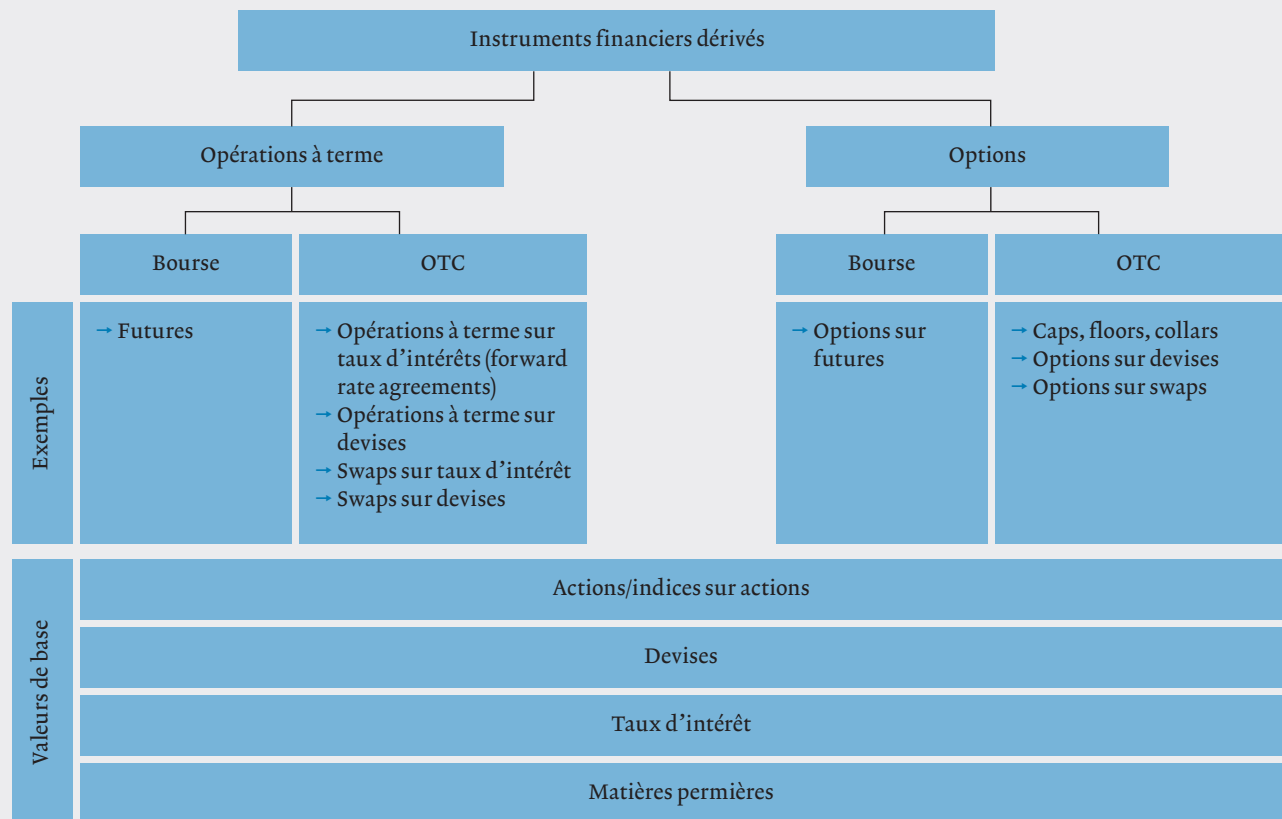 Instruments financiers dérivés
Opérations à terme
Options
Bourse
OTC
Bourse
OTC
Exemples
→ Futures
→ Opérations à terme sur
taux d’intérêts (forward
rate agreements)
→ Opérations à terme sur
devises
→ Swaps sur taux d’intérêt
→ Swaps sur devises
→ Options sur
futures
→ Caps, floors, collars
→ Options sur devises
→ Options sur swaps
Valeurs de base
Actions/indices sur actions
Devises
Taux d’intérêt
Matières permières